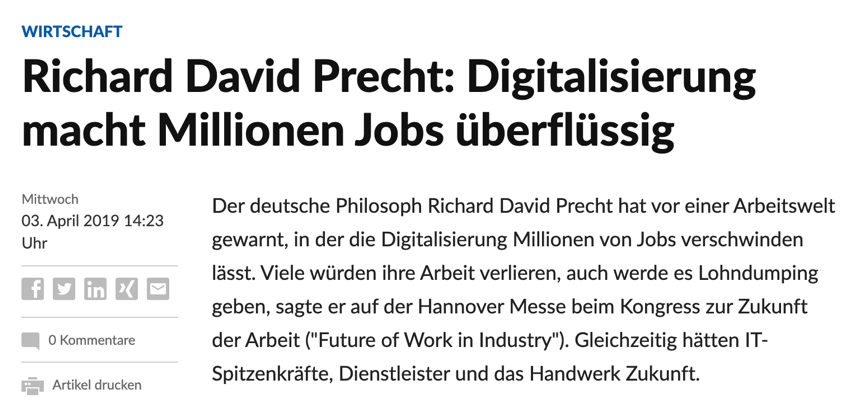 WIRTSCHAFT
Richard David Precht: Digitalisierung
macht Millionen Jobs überflüssig
Mittwoch
03. April 2019 14:23
Uhr
0 Kommentare
Artikel drucken
Der deutsche Philosoph Richard David Precht hat vor einer Arbeitswelt
gewarnt, in der die Digitalisierung Millionen von Jobs verschwinden
lässt. Viele würden ihre Arbeit verlieren, auch werde es Lohndumping
geben, sagte er auf der Hannover Messe beim Kongress zur Zukunft
der Arbeit ("Future of Work in Industry"). Gleichzeitig hätten IT-
Spitzenkräfte, Dienstleister und das Handwerk Zukunft.